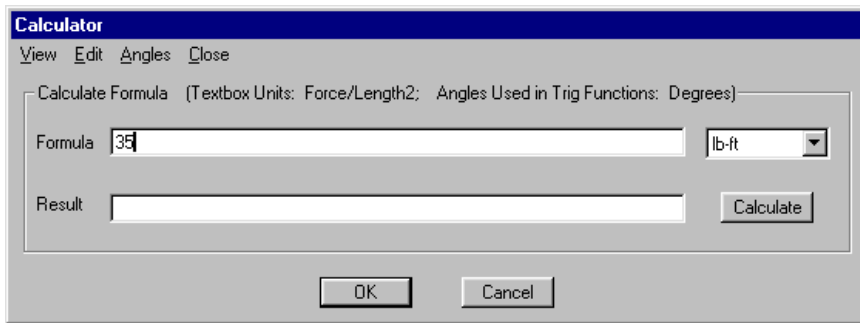 Calculator
View Edit Angles Close
Calculate Formula (Textbox Units: Force/Length2; Angles Used in Trig Functions: Degrees)
Formula 35 lb-ft
Result Calculate
OK Cancel